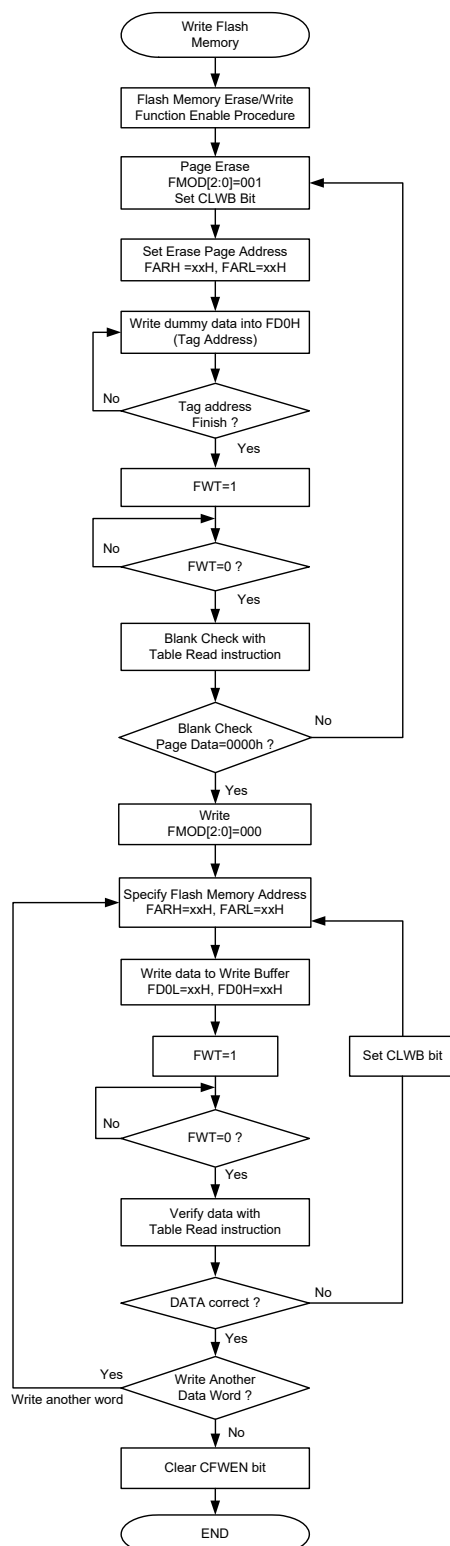 Write Flash
Memory
Flash Memory Erase/Write
Function Enable Procedure
Page Erase
FMOD[2:0]=001
Set CLWB Bit
Set Erase Page Address
FARH =xxH, FARL=xxH
Write dummy data into FD0H
(Tag Address)
No
Tag address
Finish ?
Yes
FWT=1
No
FWT=0 ?
Yes
Blank Check with
Table Read instruction
No
Blank Check
Page Data=0000h ?
Yes
Write
FMOD[2:0]=000
Specify Flash Memory Address
FARH=xxH, FARL=xxH
Write data to Write Buffer
FD0L=xxH, FD0H=xxH
FWT=1
Set CLWB bit
No
FWT=0 ?
Yes
Verify data with
Table Read instruction
No
DATA correct ?
Yes
Yes
Write another word
Write Another
Data Word ?
No
Clear CFWEN bit
END